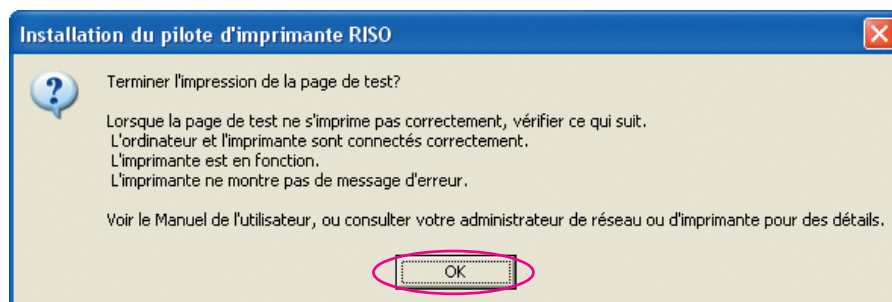 Installation du pilote d'imprimante RISO
Terminer l'impression de la page de test?
Lorsque la page de test ne s'imprime pas correctement, vérifier ce qui suit.
L'ordinateur et l'imprimante sont connectés correctement.
L'imprimante est en fonction.
L'imprimante ne montre pas de message d'erreur.
Voir le Manuel de l'utilisateur, ou consulter votre administrateur de réseau ou d'imprimante pour des détails.
OK